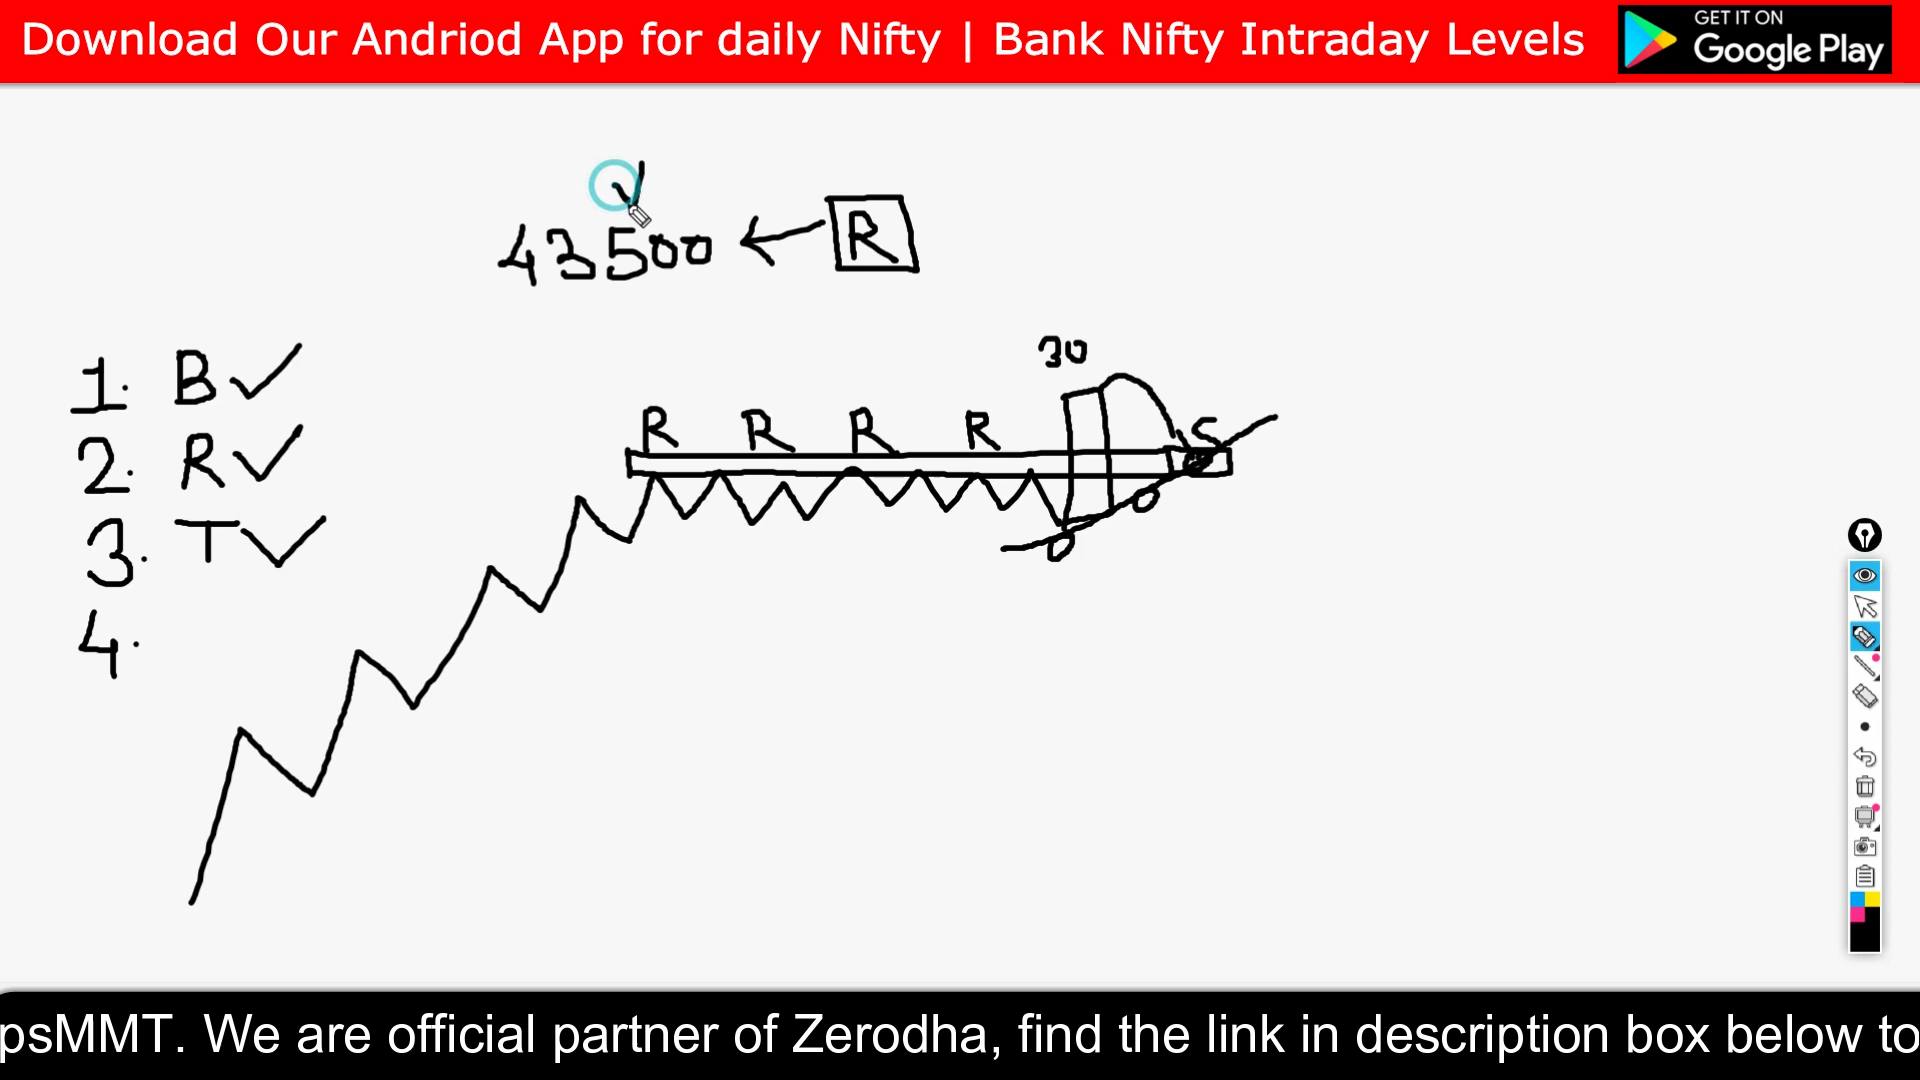 Download Our Andriod App for daily Nifty | Bank Nifty Intraday Levels
GET IT ON
Google Play
43500 ← R
1. B✓
2. R✓
3. T✓
4.
30
R R R R S
psMMT. We are official partner of Zerodha, find the link in description box below to